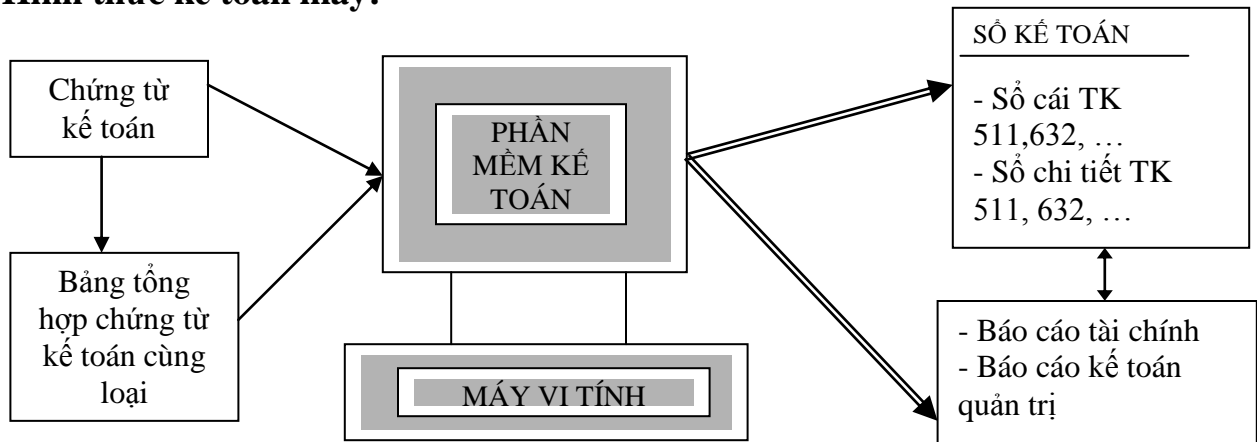 Hình thức kế toán máy:
Chứng từ
kế toán
Bảng tổng
hợp chứng từ
kế toán cùng
loại
PHẦN
MỀM KẾ
TOÁN
MÁY VI TÍNH
SỔ KẾ TOÁN
- Sổ cái TK
511,632, …
- Sổ chi tiết TK
511, 632, …
- Báo cáo tài chính
- Báo cáo kế toán
quản trị